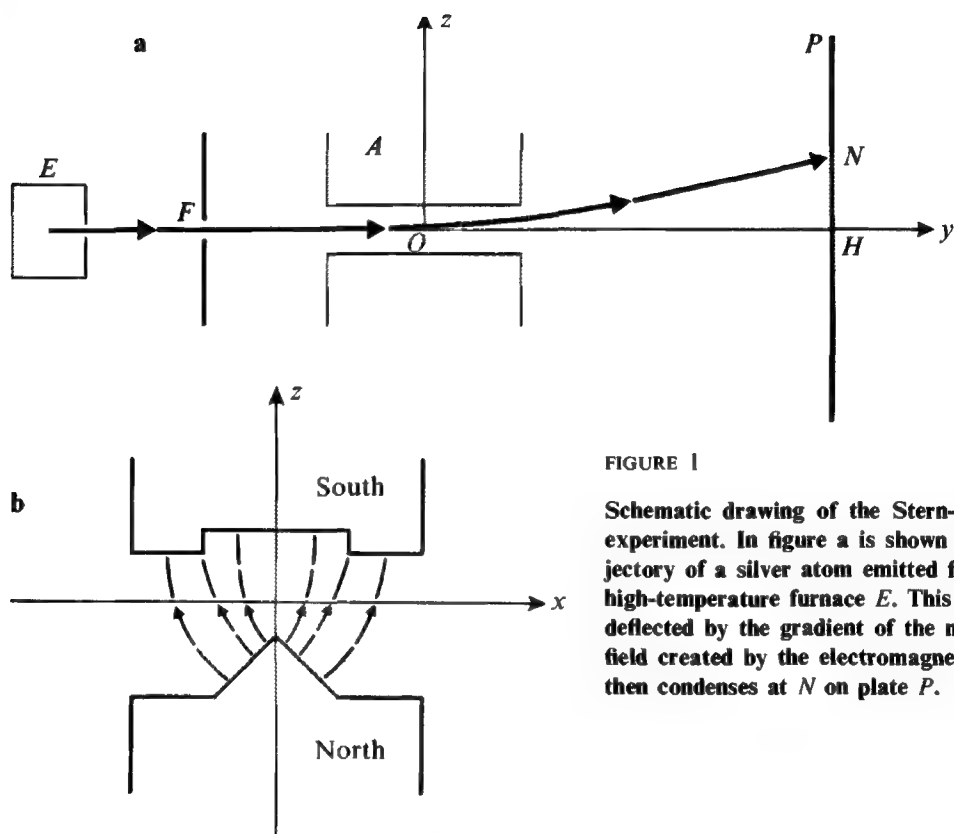 a
z
P
E
A
F
N
O
H
y
b
z
South
x
North
FIGURE 1
Schematic drawing of the Stern-
experiment. In figure a is shown
jectory of a silver atom emitted f
high-temperature furnace E. This
deflected by the gradient of the m
field created by the electromagne
then condenses at N on plate P.